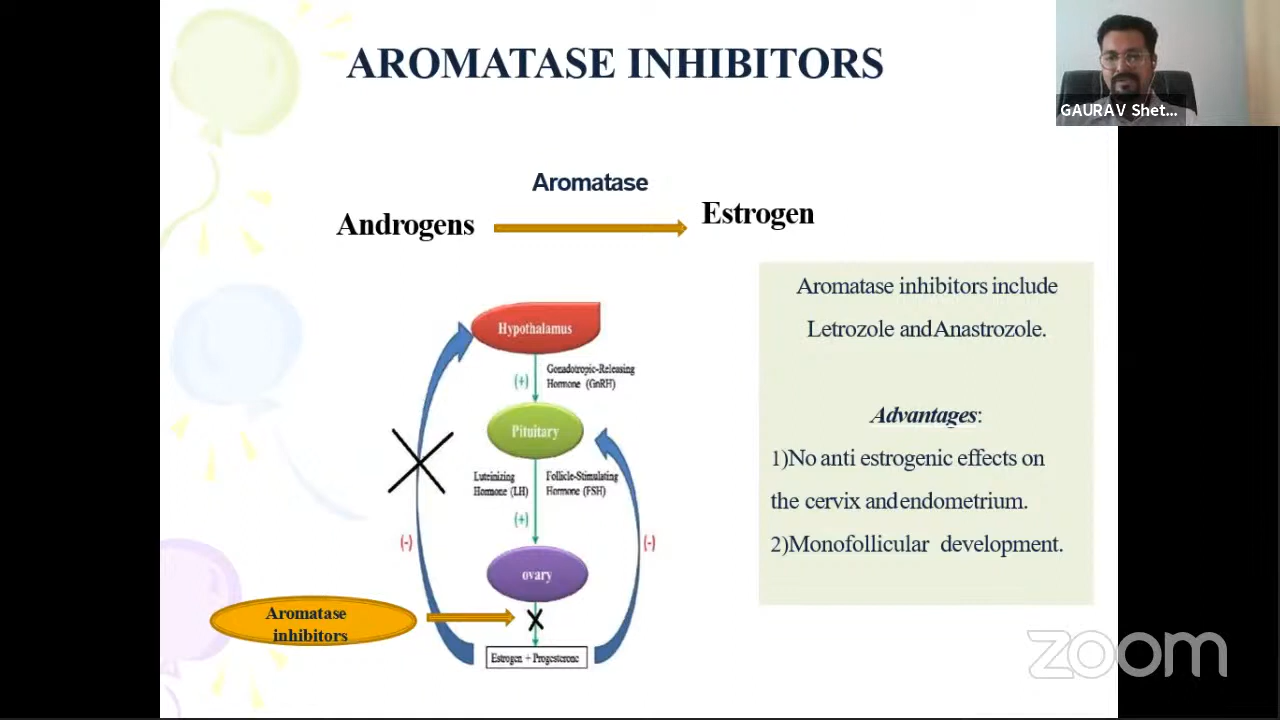 AROMATASE INHIBITORS
GAURAV Shet...
Aromatase
Androgens
Estrogen
Aromatase inhibitors include
Letrozole andAnastrozole.
Advantages:
1)No anti estrogenic effects on
the cervix and endometrium.
2)Monofollicular development.
Hypothalamus
(+)
Gonadotropic-Releasing
Hormone (GnRH)
Pituitary
Luteinizing
Hormone (LH)
Follicle-Stimulating
Hormone (FSH)
(+)
(-)
(-)
ovary
Aromatase
inhibitors
Estrogen + Progesterone
zoom